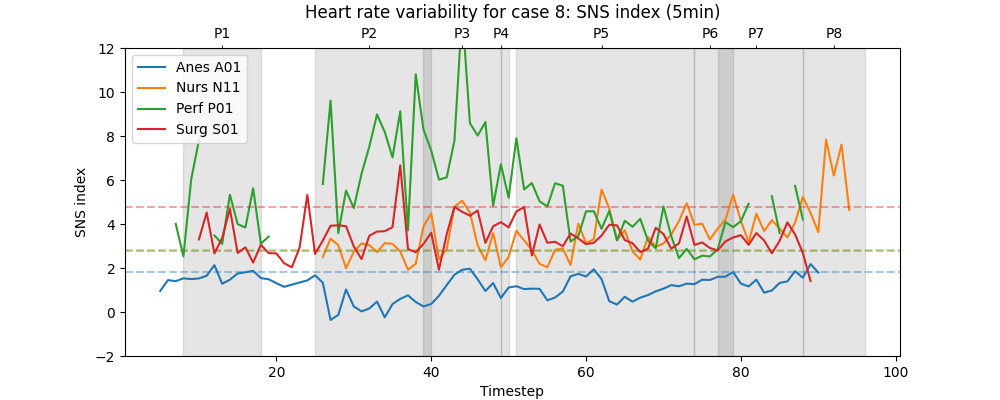 Heart rate variability for case 8: SNS index (5min)
P1 P2 P3 P4 P5 P6 P7 P8
Anes A01
Nurs N11
Perf P01
Surg S01
12
10
8
6
4
2
0
−2
SNS index
20 40 60 80 100
Timestep